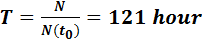 T = N / N(t₀) = 121 hour